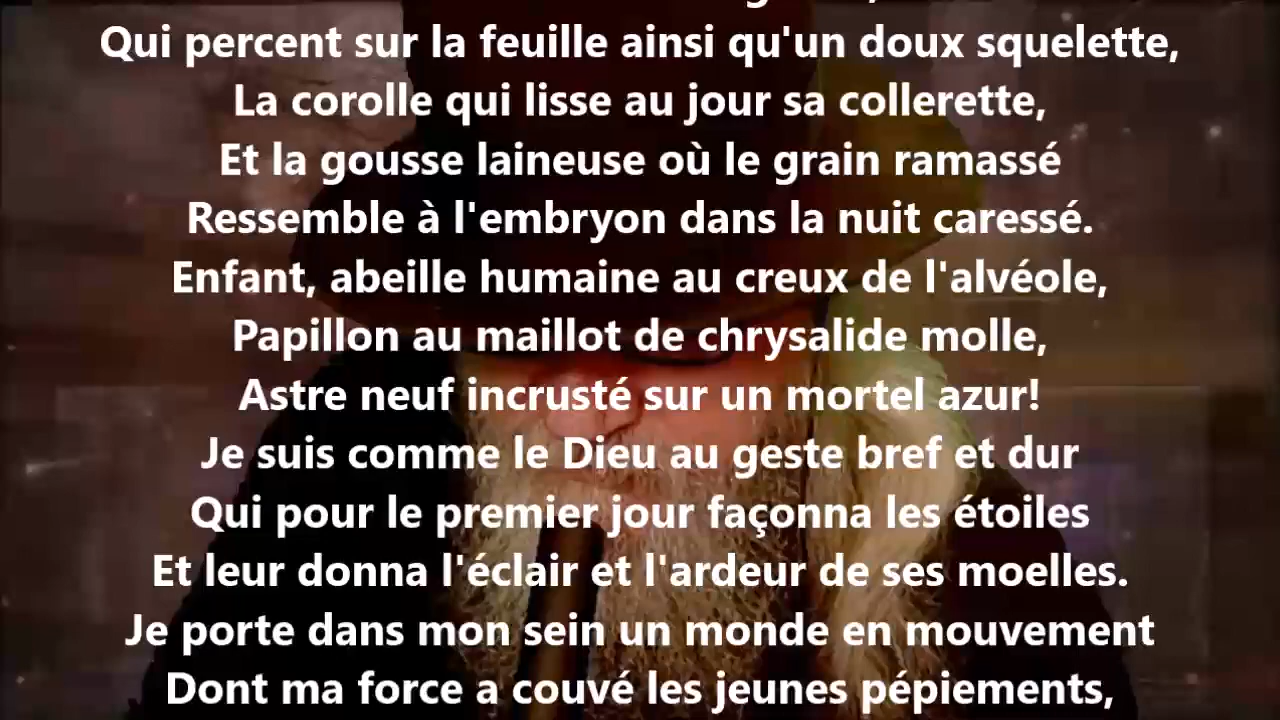 Qui percent sur la feuille ainsi qu'un doux squelette,
La corolle qui lisse au jour sa collerette,
Et la gousse laineuse où le grain ramassé
Ressemble à l'embryon dans la nuit caressé.
Enfant, abeille humaine au creux de l'alvéole,
Papillon au maillot de chrysalide molle,
Astre neuf incrusté sur un mortel azur!
Je suis comme le Dieu au geste bref et dur
Qui pour le premier jour façonna les étoiles
Et leur donna l'éclair et l'ardeur de ses moelles.
Je porte dans mon sein un monde en mouvement
Dont ma force a couvé les jeunes pépiements,